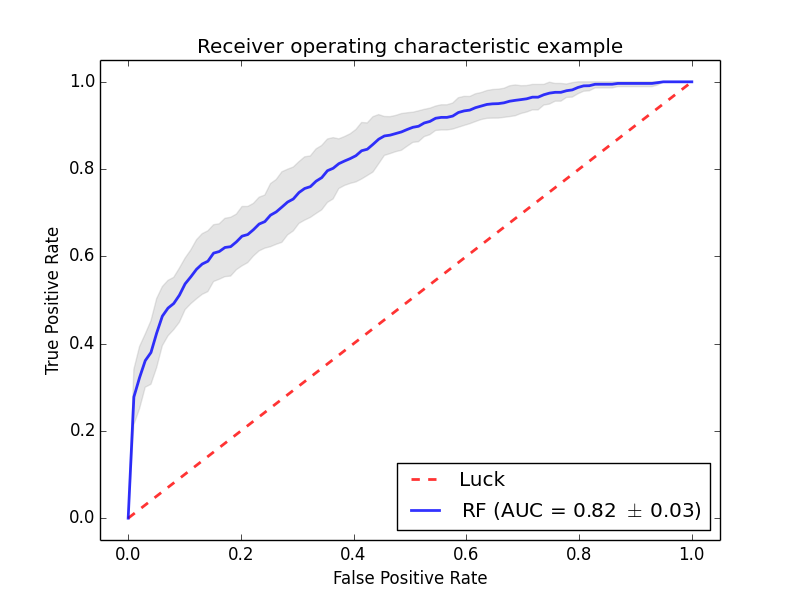 Receiver operating characteristic example
1.0
0.8
0.6
0.4
0.2
0.0
True Positive Rate
Luck
RF (AUC = 0.82 ± 0.03)
0.0 0.2 0.4 0.6 0.8 1.0
False Positive Rate